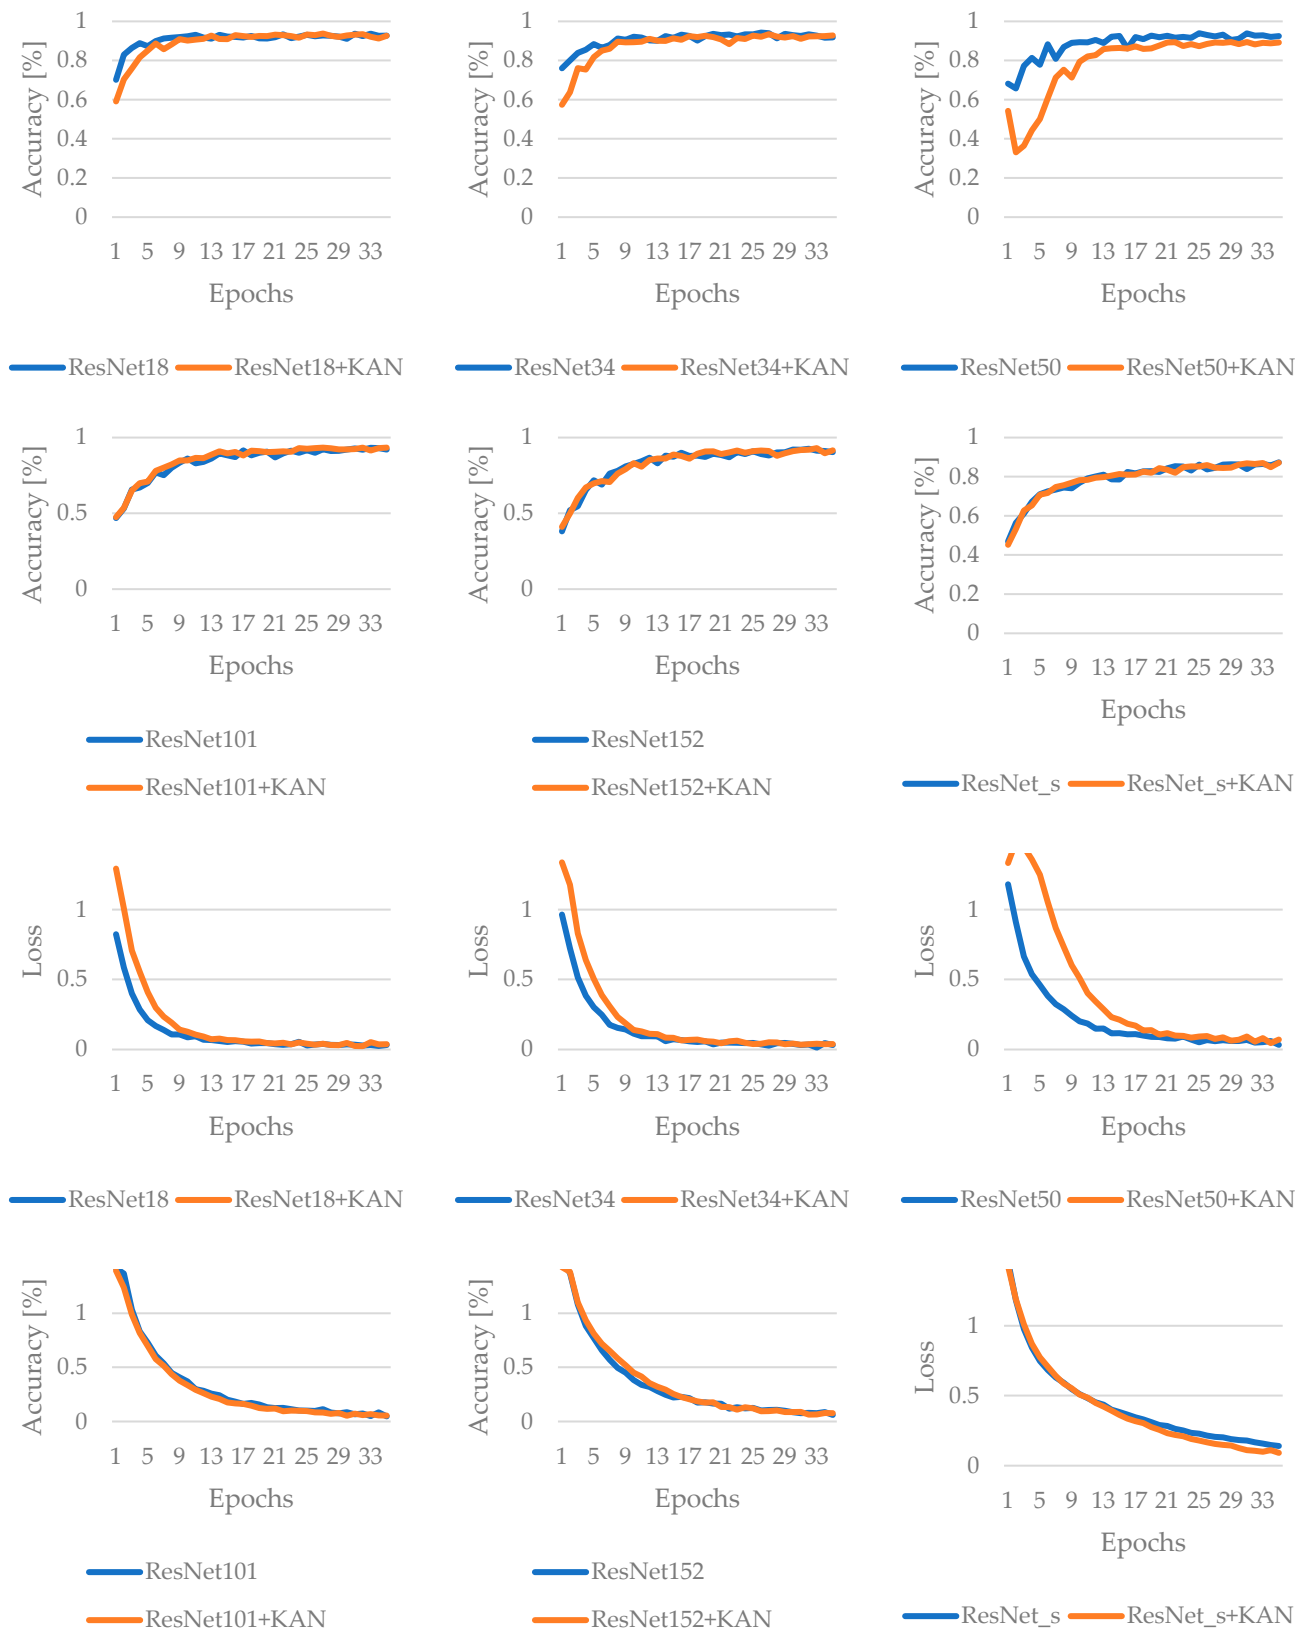 Accuracy [%]
1
0.8
0.6
0.4
0.2
0
1 5 9 13 17 21 25 29 33
Epochs
ResNet18 ResNet18+KAN
Accuracy [%]
1
0.8
0.6
0.4
0.2
0
1 5 9 13 17 21 25 29 33
Epochs
ResNet34 ResNet34+KAN
Accuracy [%]
1
0.8
0.6
0.4
0.2
0
1 5 9 13 17 21 25 29 33
Epochs
ResNet50 ResNet50+KAN
Accuracy [%]
1
0.5
0
1 5 9 13 17 21 25 29 33
Epochs
ResNet101
ResNet101+KAN
Accuracy [%]
1
0.5
0
1 5 9 13 17 21 25 29 33
Epochs
ResNet152
ResNet152+KAN
Accuracy [%]
1
0.8
0.6
0.4
0.2
0
1 5 9 13 17 21 25 29 33
Epochs
ResNet_s ResNet_s+KAN
Loss
1
0.5
0
1 5 9 13 17 21 25 29 33
Epochs
ResNet18 ResNet18+KAN
Loss
1
0.5
0
1 5 9 13 17 21 25 29 33
Epochs
ResNet34 ResNet34+KAN
Loss
1
0.5
0
1 5 9 13 17 21 25 29 33
Epochs
ResNet50 ResNet50+KAN
Accuracy [%]
1
0.5
0
1 5 9 13 17 21 25 29 33
Epochs
ResNet101
ResNet101+KAN
Accuracy [%]
1
0.5
0
1 5 9 13 17 21 25 29 33
Epochs
ResNet152
ResNet152+KAN
Loss
1
0.5
0
1 5 9 13 17 21 25 29 33
Epochs
ResNet_s ResNet_s+KAN